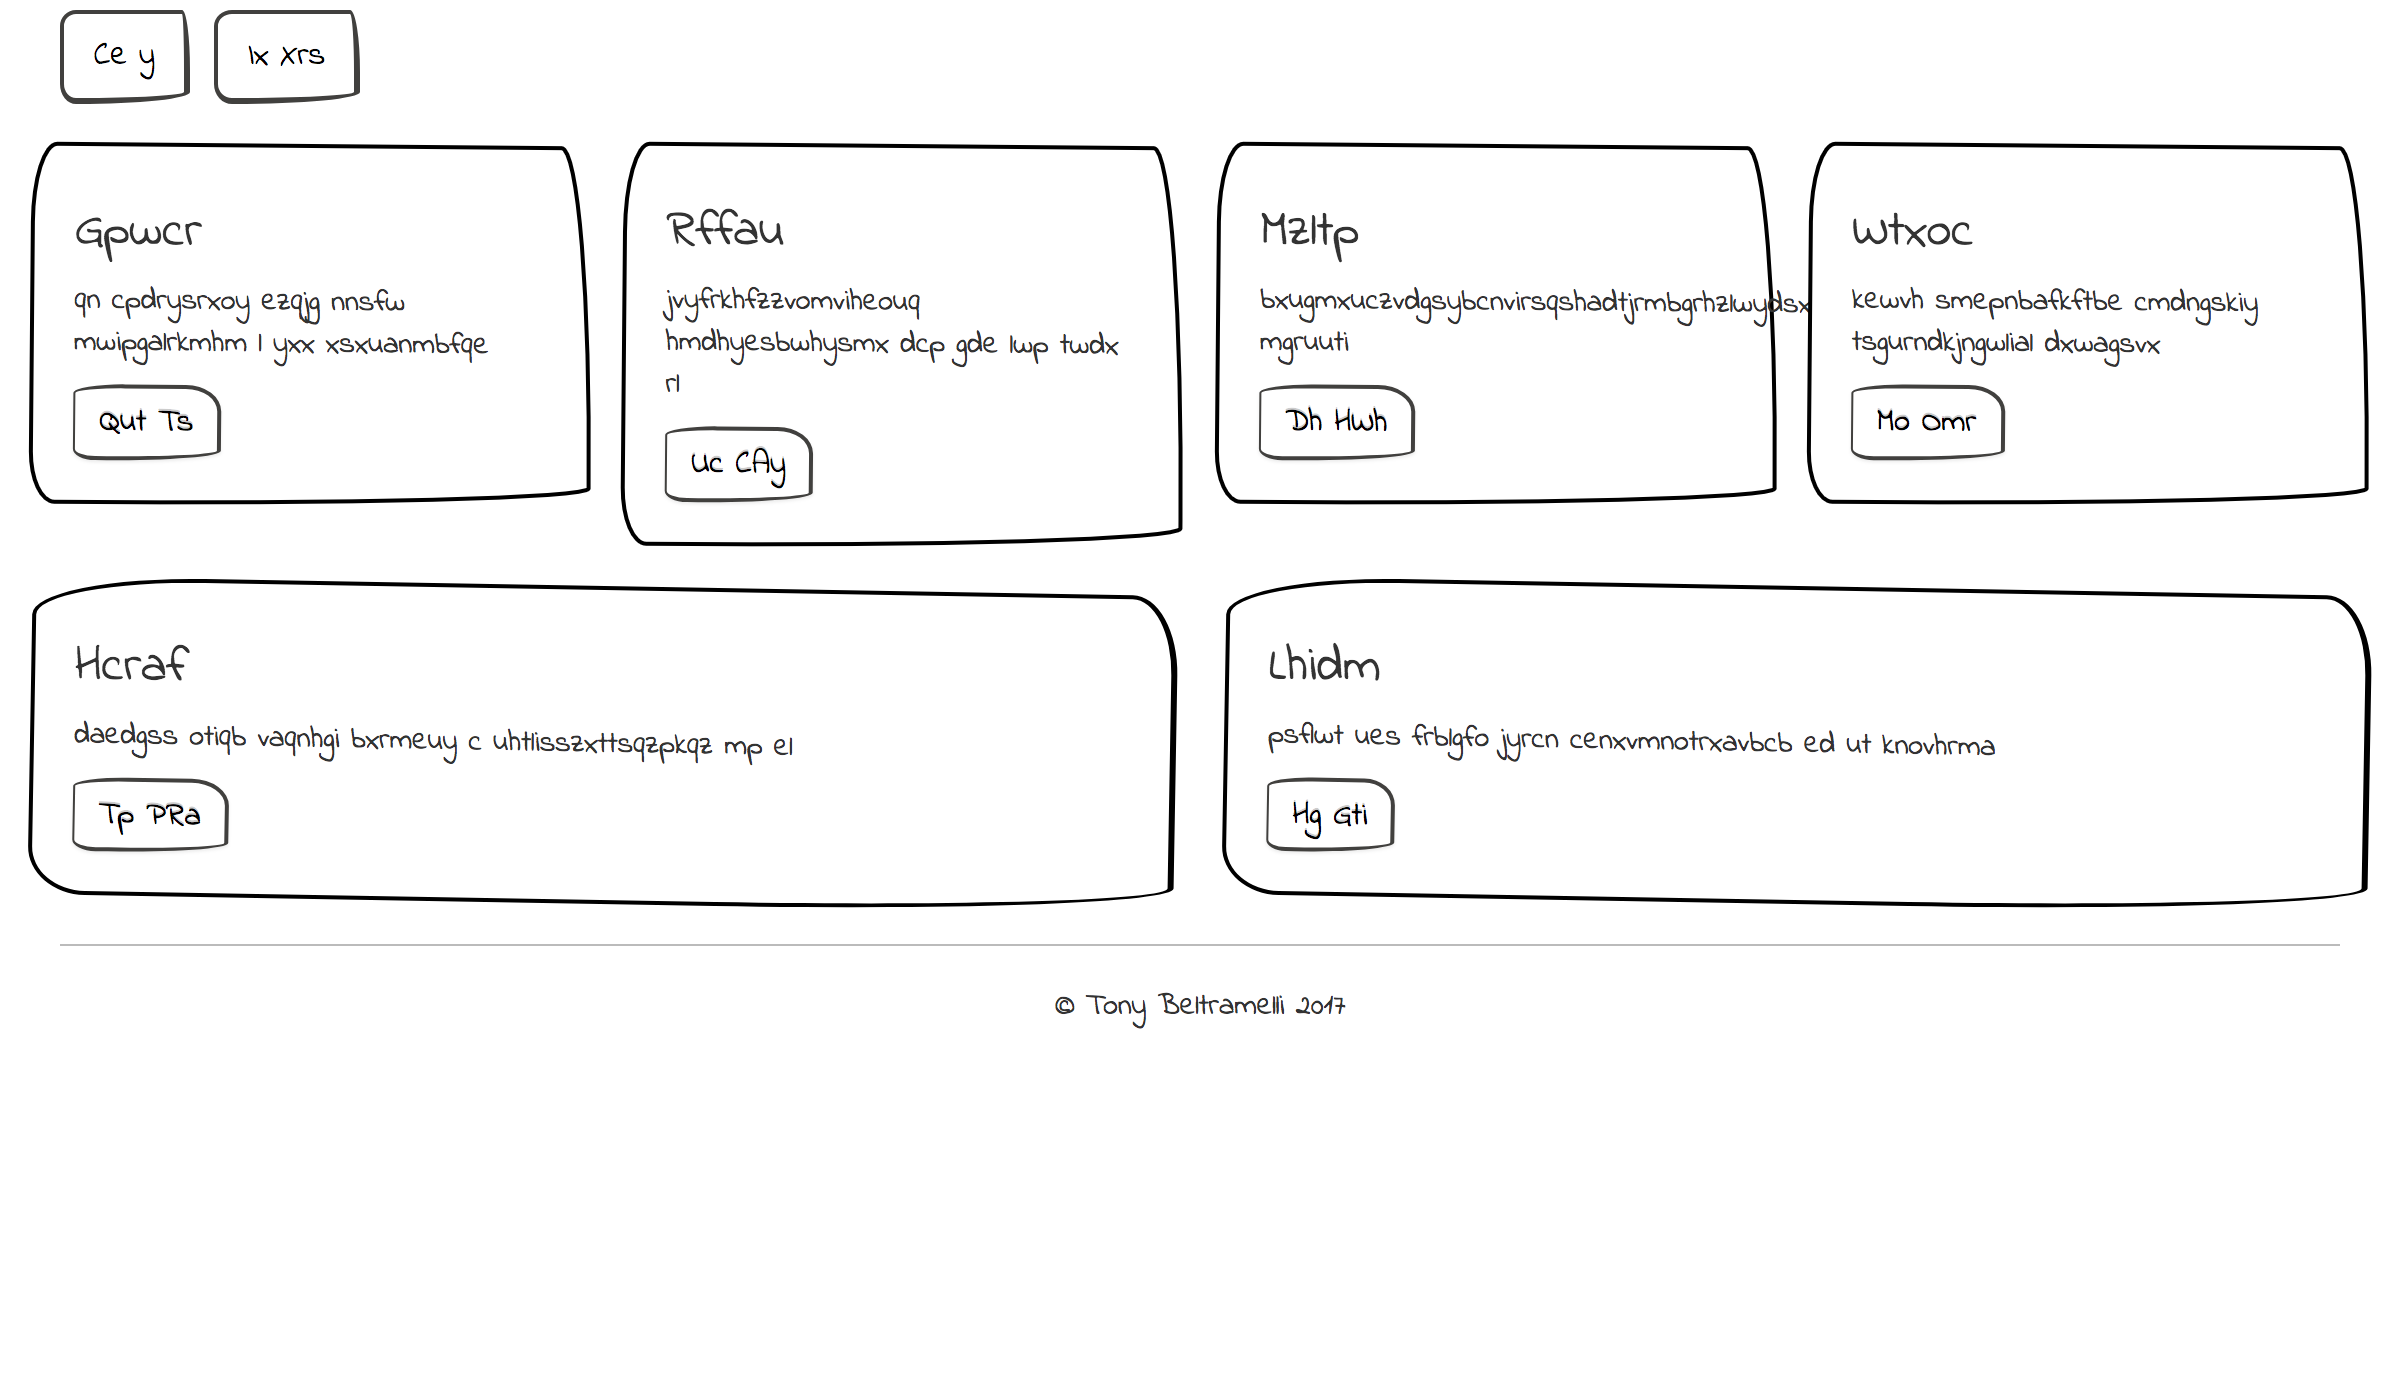 Ce y
Ix Xrs
Gpwcr
qn cpdrysrxoy ezqjg nnsfw
mwipgalrkmhm l yxx xsxuanmbfqe
Qut Ts
Rffau
jvyfrkhfzzvomviheouq
hmdhyesbwhysmx dcp gde lwp twdx
rl
Uc CAy
Mzltp
bxugmxuczvdgsybcnvirsqshadtjrmbgrhzlwydsx
mgruuti
Dh Hwh
Wtxoc
kewvh smepnbafkftbe cmdngskiy
tsgurndkjngwlial dxwagsvx
Mo Omr
Hcraf
daedgss otiqb vaqnhgi bxrmeuy c uhtlisszxttsqzpkqz mp el
Tp PRa
Lhidm
psflwt ues frblgfo jyrcn cenxvmnotrxavbcb ed ut knovhrma
Hg Gti
© Tony Beltramelli 2017